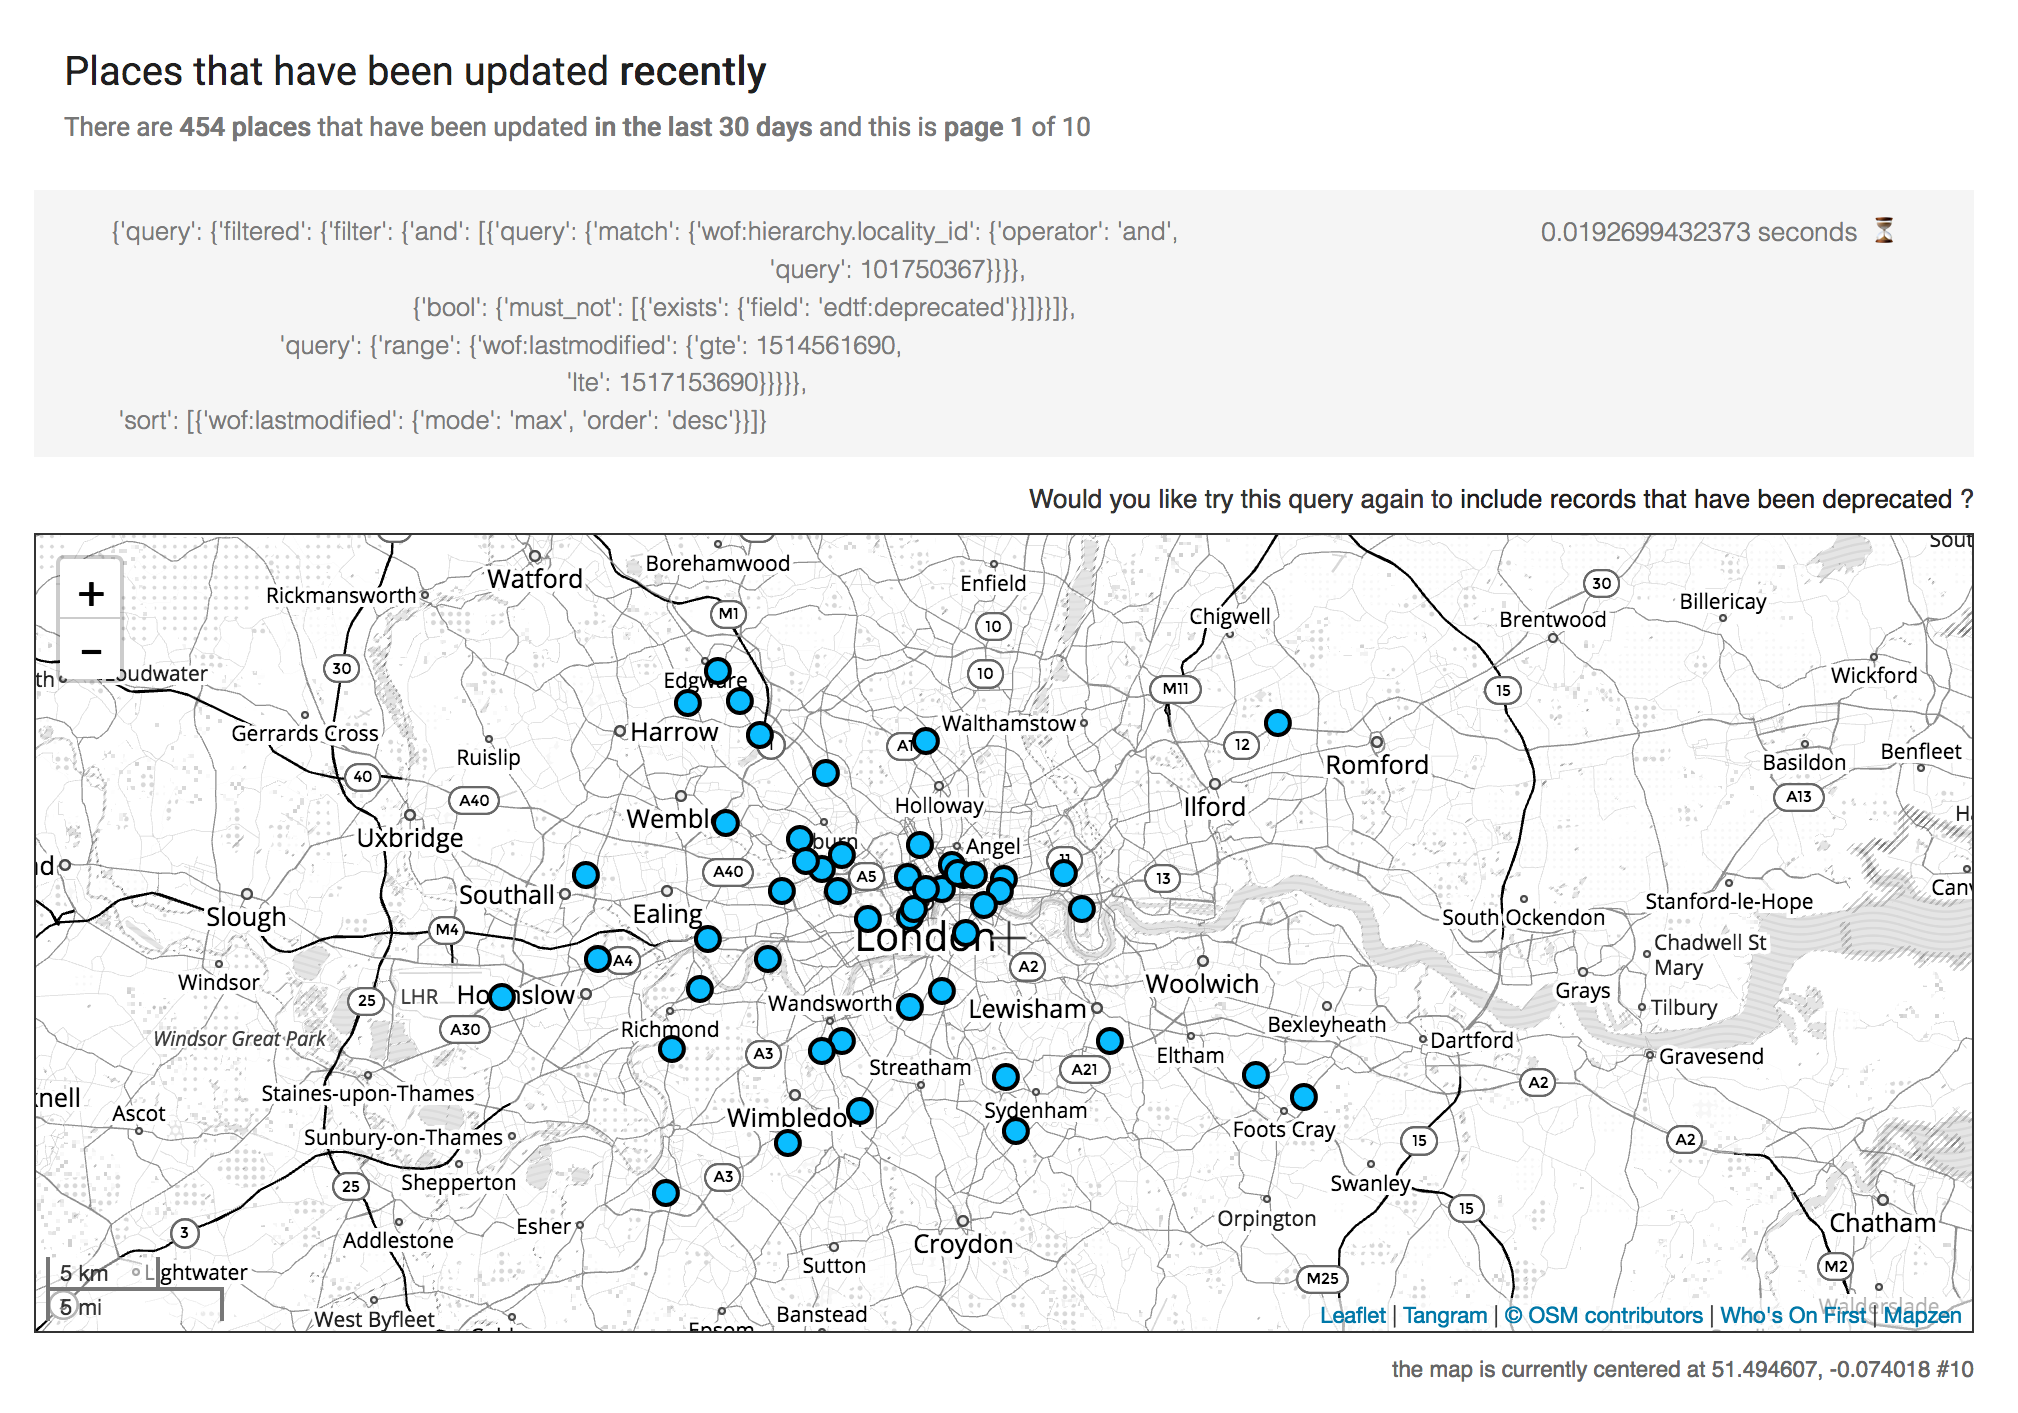 Places that have been updated recently
There are 454 places that have been updated in the last 30 days and this is page 1 of 10
{'query': {'filtered': {'filter': {'and': [{'query': {'match': {'wof:hierarchy.locality_id': {'operator': 'and',
0.0192699432373 seconds ⏳
'query': 101750367}}}},
{'bool': {'must_not': [{'exists': {'field': 'edtf:deprecated'}}]}}]},
'query': {'range': {'wof:lastmodified': {'gte': 1514561690,
'lte': 1517153690}}}}},
'sort': [{'wof:lastmodified': {'mode': 'max', 'order': 'desc'}}]}
Would you like try this query again to include records that have been deprecated ?
+
−
Borehamwood
Watford
Enfield
Rickmansworth
M1
30
Billericay
Chigwell
Brentwood
10
30
10
Edgware
M11
15
Wickford
Gerrards Cross
Harrow
Walthamstow
12
Ruislip
Romford
Basildon
Benfleet
40
A40
Holloway
Ilford
A13
Uxbridge
Angel
A40
A5
13
Southall
Slough
Ealing
South Ockendon
Stanford-le-Hope
M4
London
Chadwell St
Mary
A4
A2
Windsor
Woolwich
Grays
25
LHR
Wandsworth
Lewisham
Tilbury
A30
Richmond
Bexleyheath
Windsor Great Park
Dartford
A3
Eltham
Gravesend
Streatham
A21
A2
Staines-upon-Thames
Ascot
Sydenham
Wimbledon
Foots Cray
Sunbury-on-Thames
15
A2
Shepperton
A3
Swanley
25
15
Orpington
Esher
Chatham
3
Addlestone
Croydon
Sutton
M2
5 km
Lightwater
M25
5 mi
West Byfleet
Banstead
Walderslade
Leaflet | Tangram | © OSM contributors | Who's On First | Mapzen
the map is currently centered at 51.494607, -0.074018 #10